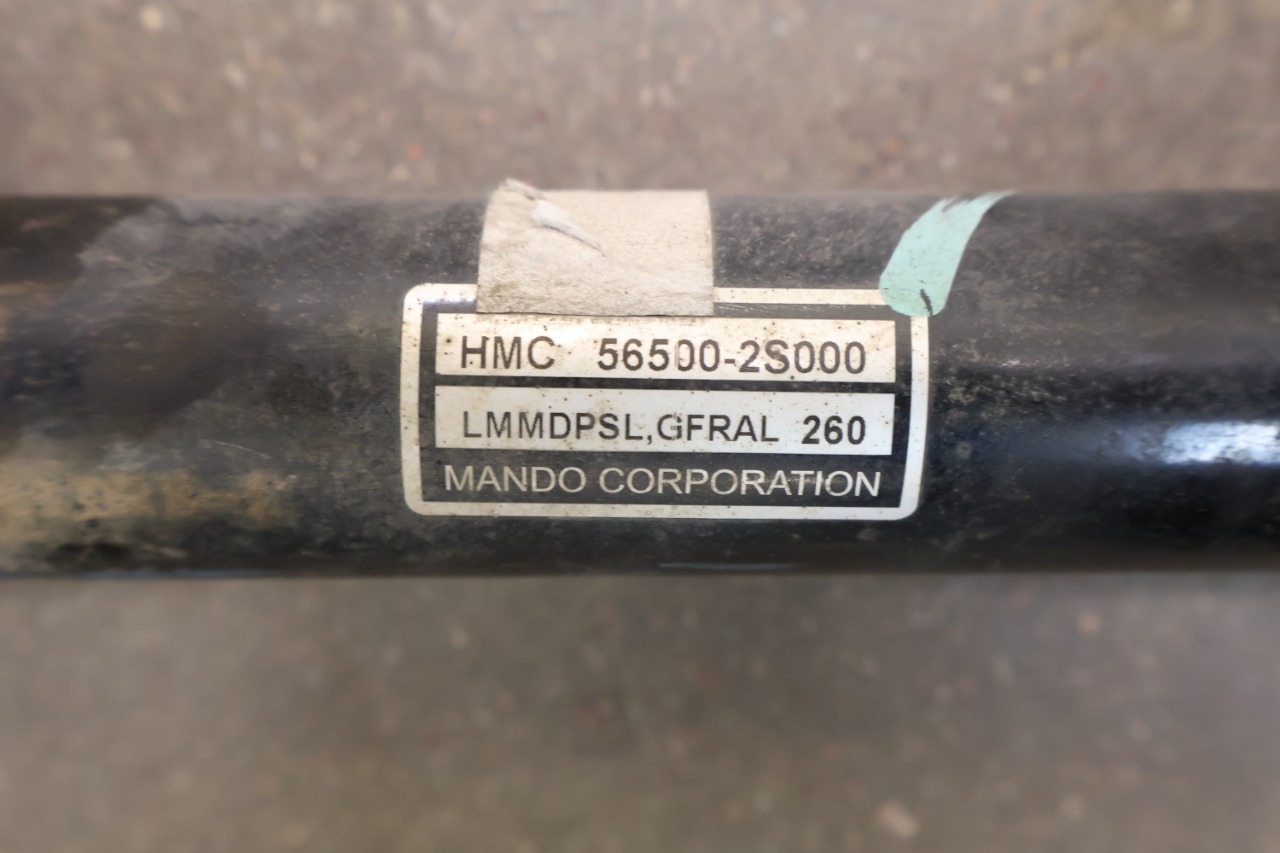 HMC 56500-2S000
LMMDPSL,GFRAL 260
MANDO CORPORATION